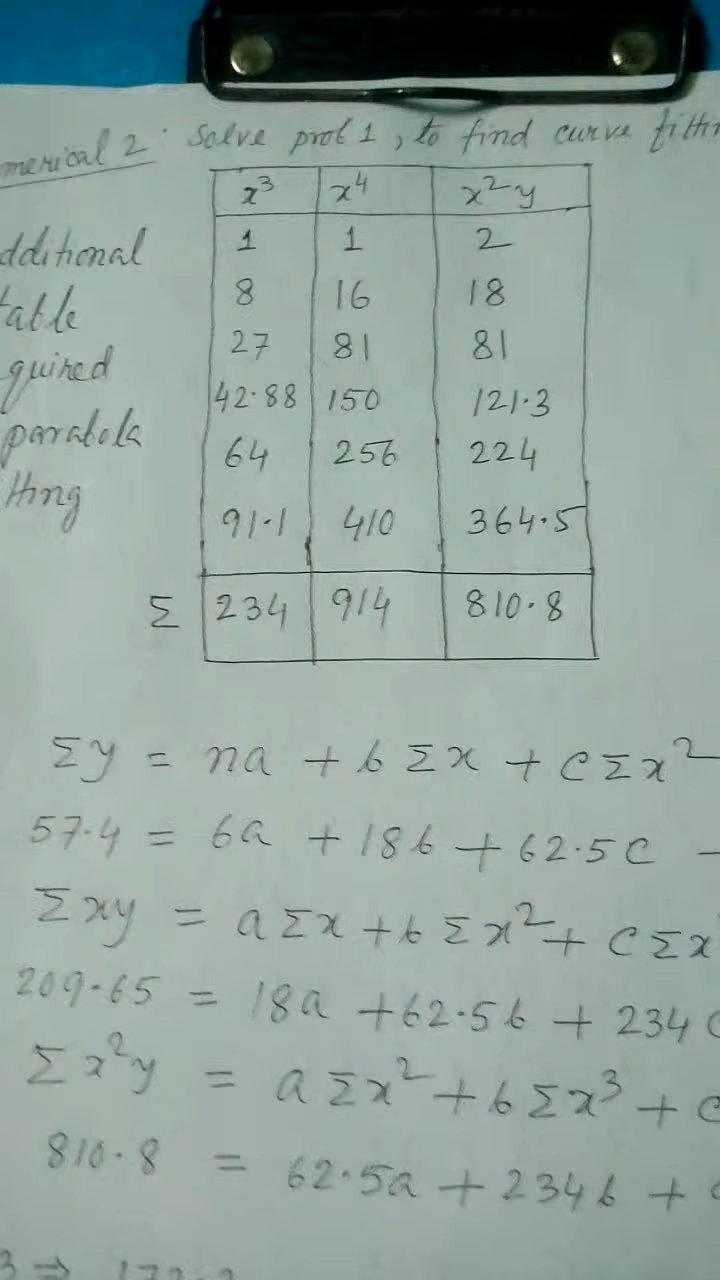 merical 2: Solve prob 1, to find curve fittin
x³ x⁴ x²y
dditional 1 1 2
table 8 16 18
quired 27 81 81
42.88 150 121.3
parabola 64 256 224
tting 91.1 410 364.5
Σ 234 914 810.8
Σy = na + bΣx + CΣx²
57.4 = 6a + 18b + 62.5C –
Σxy = aΣx + bΣx² + CΣx
209.65 = 18a + 62.5b + 234C
Σx²y = aΣx² + bΣx³ + C
810.8 = 62.5a + 234b +
3 ⇒